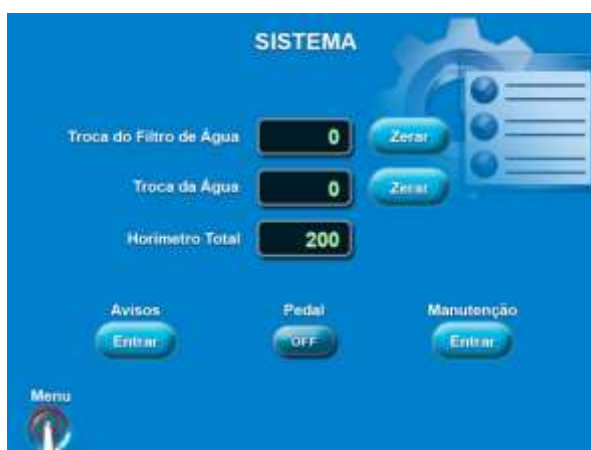 SISTEMA
Troca do Filtro de Água 0 Zerar
Troca da Água 0 Zerar
Horimetro Total 200
Avisos Pedal Manutenção
Entrar OFF Entrar
Menu